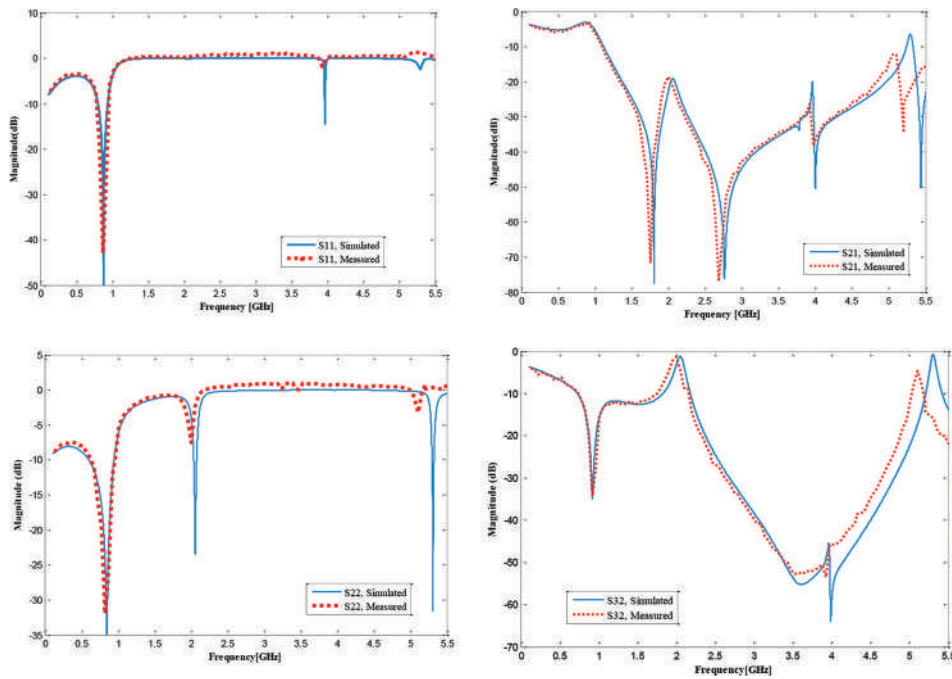 10
0
-10
-20
-30
-40
-50
Magnitude(dB)
S11, Simulated
S11, Measured
0 0.5 1 1.5 2 2.5 3 3.5 4 4.5 5 5.5
Frequency [GHz]
0
-10
-20
-30
-40
-50
-60
-70
-80
Magnitude(dB)
S21, Simulated
S21, Measured
0 0.5 1 1.5 2 2.5 3 3.5 4 4.5 5 5.5
Frequency [GHz]
5
0
-5
-10
-15
-20
-25
-30
-35
Magnitude (dB)
S22, Simulated
S22, Measured
0 0.5 1 1.5 2 2.5 3 3.5 4 4.5 5 5.5
Frequency[GHz]
0
-10
-20
-30
-40
-50
-60
-70
Magnitude (dB)
S32, Simulated
S32, Measured
0 0.5 1 1.5 2 2.5 3 3.5 4 4.5 5 5.5
Frequency[GHz]